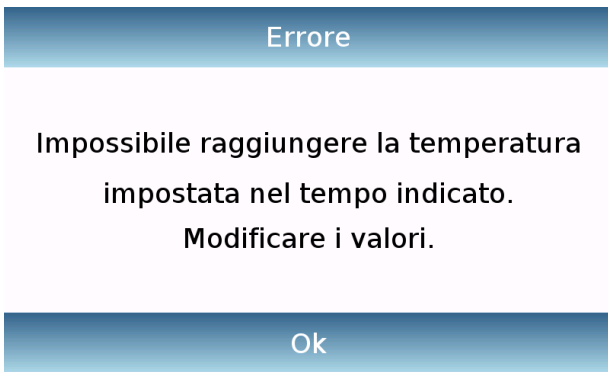 Errore
Impossibile raggiungere la temperatura
impostata nel tempo indicato.
Modificare i valori.
Ok